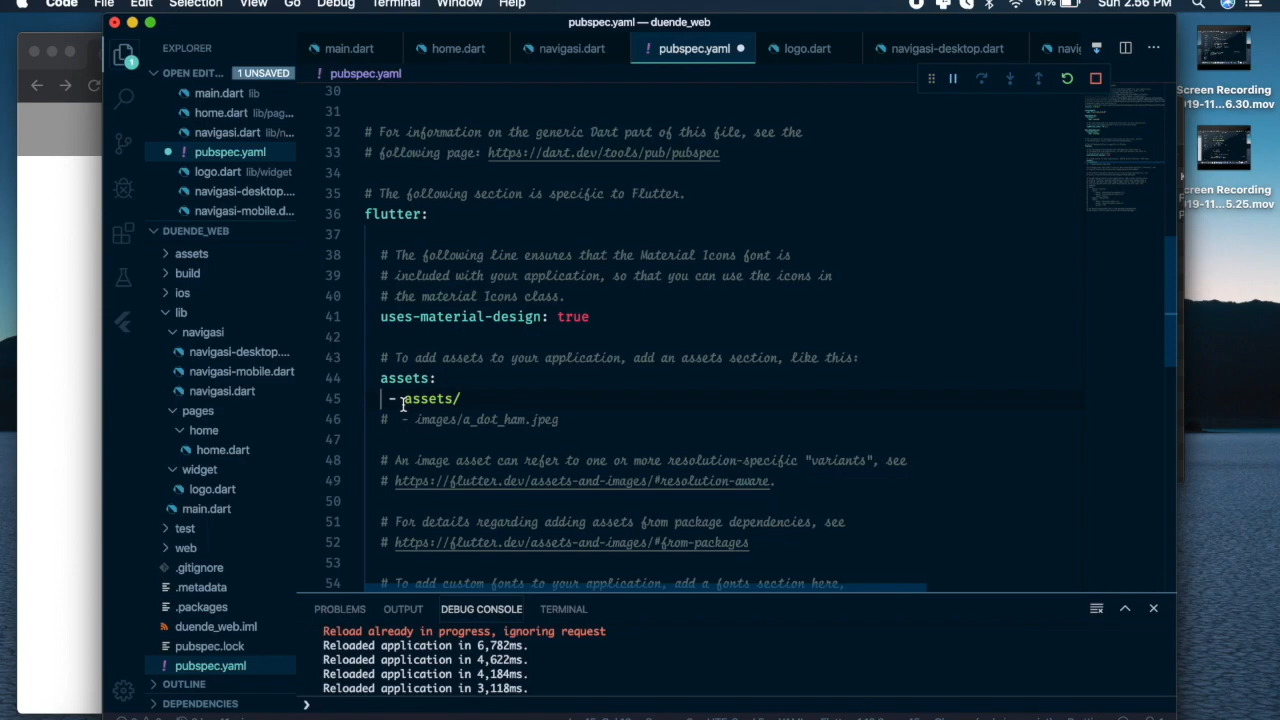 Code File Edit Selection View Go Debug Terminal Window Help
61% Sun 2.56 PM
pubspec.yaml — duende_web
EXPLORER
main.dart
home.dart
navigasi.dart
pubspec.yaml
logo.dart
navigasi-desktop.dart
OPEN EDIT... 1 UNSAVED
pubspec.yaml
main.dart lib
home.dart lib/pag...
navigasi.dart lib/n...
pubspec.yaml
logo.dart lib/widget
navigasi-desktop....
navigasi-mobile.d...
DUENDE_WEB
assets
build
ios
lib
navigasi
navigasi-desktop....
navigasi-mobile.dart
navigasi.dart
pages
home
home.dart
widget
logo.dart
main.dart
test
web
.gitignore
.metadata
.packages
duende_web.iml
pubspec.lock
pubspec.yaml
OUTLINE
DEPENDENCIES
30
31
32 # For information on the generic Dart part of this file, see the
33 # following page: https://dart.dev/tools/pub/pubspec
34
35 # The following section is specific to Flutter.
36 flutter:
37
38 # The following line ensures that the Material Icons font is
39 # included with your application, so that you can use the icons in
40 # the material Icons class.
41 uses-material-design: true
42
43 # To add assets to your application, add an assets section, like this:
44 assets:
45 - assets/
46 # - images/a_dot_ham.jpeg
47
48 # An image asset can refer to one or more resolution-specific "variants", see
49 # https://flutter.dev/assets-and-images/#resolution-aware.
50
51 # For details regarding adding assets from package dependencies, see
52 # https://flutter.dev/assets-and-images/#from-packages
53
54 # To add custom fonts to your application, add a fonts section here,
PROBLEMS OUTPUT DEBUG CONSOLE TERMINAL
Reload already in progress, ignoring request
Reloaded application in 6,782ms.
Reloaded application in 4,622ms.
Reloaded application in 4,184ms.
Reloaded application in 3,118ms.
Screen Recording
19-11...6.30.mov
creen Recording
19-11...5.25.mov